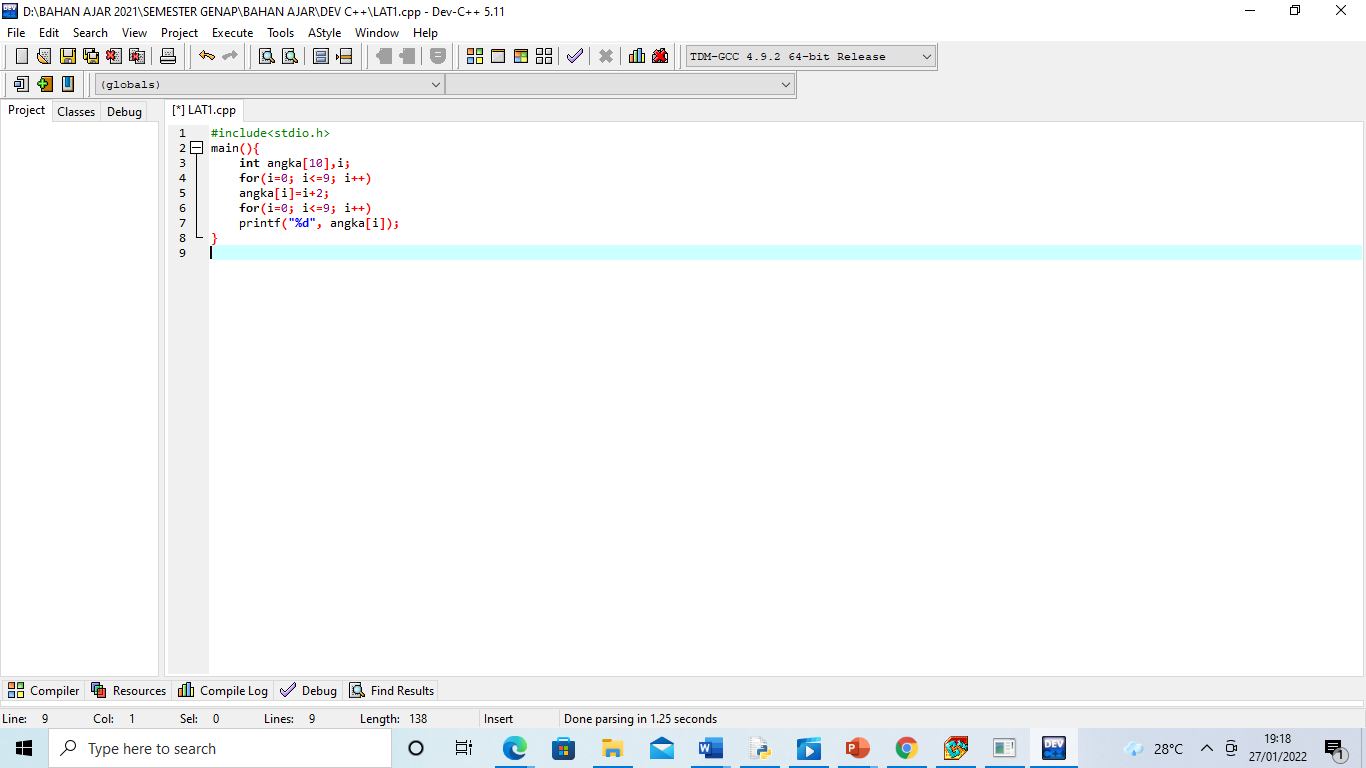 D:\BAHAN AJAR 2021\SEMESTER GENAP\BAHAN AJAR\DEV C++\LAT1.cpp - Dev-C++ 5.11
File Edit Search View Project Execute Tools AStyle Window Help
TDM-GCC 4.9.2 64-bit Release
(globals)
Project Classes Debug [*] LAT1.cpp
1 #include<stdio.h>
2 main(){
3 int angka[10],i;
4 for(i=0; i<=9; i++)
5 angka[i]=i+2;
6 for(i=0; i<=9; i++)
7 printf("%d", angka[i]);
8 }
9
Compiler Resources Compile Log Debug Find Results
Line: 9 Col: 1 Sel: 0 Lines: 9 Length: 138 Insert Done parsing in 1.25 seconds
Type here to search DEV 28°C 19:18
27/01/2022 1